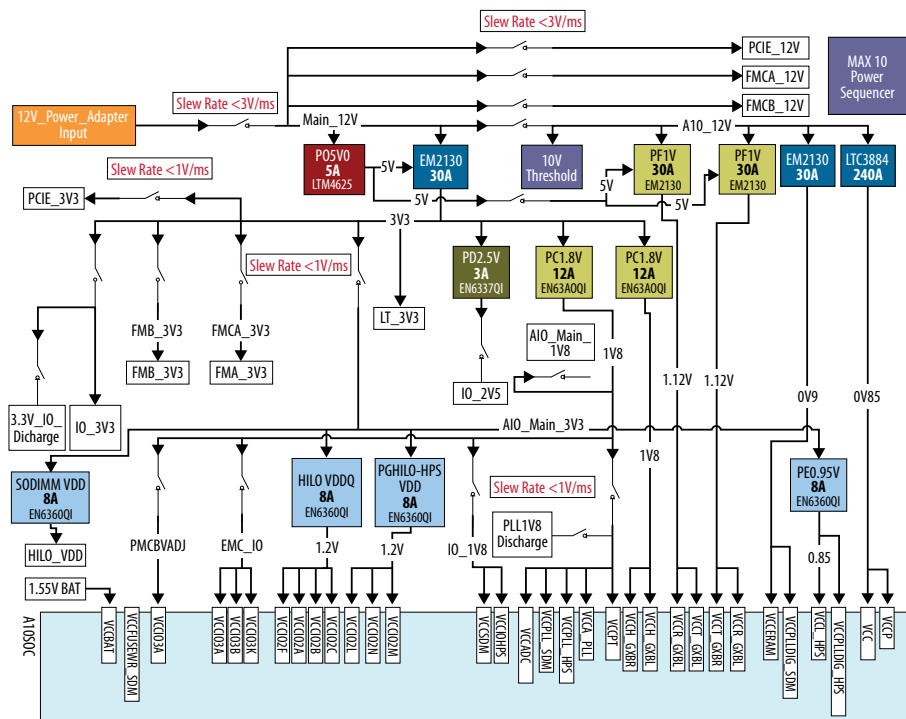 Slew Rate <3V/ms
PCIE_12V
FMCA_12V
FMCB_12V
MAX 10
Power
Sequencer
12V_Power_Adapter
Input
Slew Rate <3V/ms
Main_12V
A10_12V
PO5V0
5A
LTM4625
5V
EM2130
30A
10V
Threshold
PF1V
30A
EM2130
PF1V
30A
EM2130
EM2130
30A
LTC3884
240A
5V
5V
5V
Slew Rate <1V/ms
PCIE_3V3
3V3
Slew Rate <1V/ms
PD2.5V
3A
EN6337QI
PC1.8V
12A
EN63A0QI
PC1.8V
12A
EN63A0QI
LT_3V3
FMB_3V3
FMCA_3V3
FMB_3V3
FMA_3V3
AIO_Main_
1V8
1V8
IO_2V5
1.12V
1.12V
0V9
0V85
3.3V_IO_
Dicharge
IO_3V3
AIO_Main_3V3
1V8
SODIMM VDD
8A
EN6360QI
HILO VDDQ
8A
EN6360QI
PGHILO-HPS
VDD
8A
EN6360QI
Slew Rate <1V/ms
PE0.95V
8A
EN6360QI
PLL1V8
Discharge
HILO_VDD
PMCBVADJ
EMC_IO
1.2V
1.2V
IO_1V8
0.85
1.55V BAT
A10SOC
VCCBAT
VCCFUSEWR_SDM
VCCIO3A
VCCIO3A
VCCIO3B
VCCIO3K
VCCIO2F
VCCIO2A
VCCIO2B
VCCIO2C
VCCIO2L
VCCIO2N
VCCIO2M
VCCSDM
VCCIOHPS
VCCADC
VCCPLL_SDM
VCCPLL_HPS
VCCA_PLL
VCCPT
VCCH_GXBR
VCCH_GXBL
VCCR_GXBL
VCCT_GXBL
VCCT_GXBR
VCCR_GXBR
VCCERAM
VCCPLLDIG_SDM
VCCL_HPS
VCCPLLDIG_HPS
VCC
VCCP